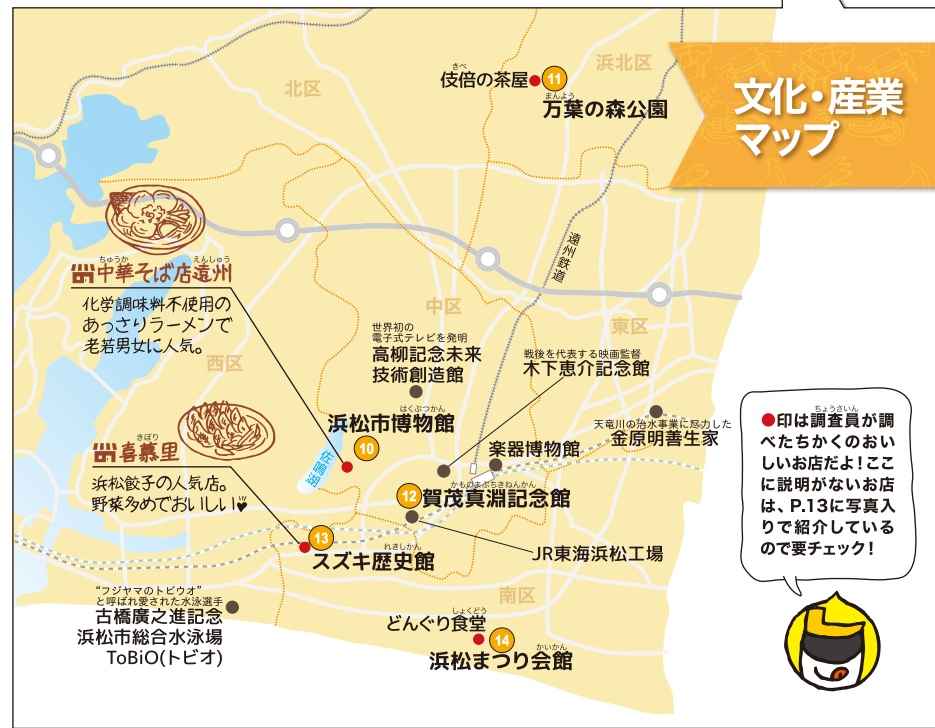 文化・産業
マップ
北区
浜北区
きべ
伎倍の茶屋
11
まんよう
万葉の森公園
ちゅうか えんしゅう
中華そば店遠州
化学調味料不使用の
あっさりラーメンで
老若男女に人気。
遠州鉄道
中区
東区
西区
世界初の
電子式テレビを発明
高柳記念未来
技術創造館
戦後を代表する映画監督
木下恵介記念館
はくぶつかん
浜松市博物館
10
佐鳴湖
天竜川の治水事業に尽力した
金原明善生家
楽器博物館
きぼり
喜慕里
浜松餃子の人気店。
野菜多めでおいしい♥
かものまぶちきねんかん
12
賀茂真淵記念館
13
れきしかん
スズキ歴史館
JR東海浜松工場
南区
“フジヤマのトビウオ”
と呼ばれ愛された水泳選手
古橋廣之進記念
浜松市総合水泳場
ToBiO(トビオ)
しょくどう
どんぐり食堂
14
かいかん
浜松まつり会館
ちょうさいん
●印は調査員が調
べたちかくのおい
しいお店だよ！ここ
に説明がないお店
は、P.13に写真入
りで紹介している
ので要チェック！